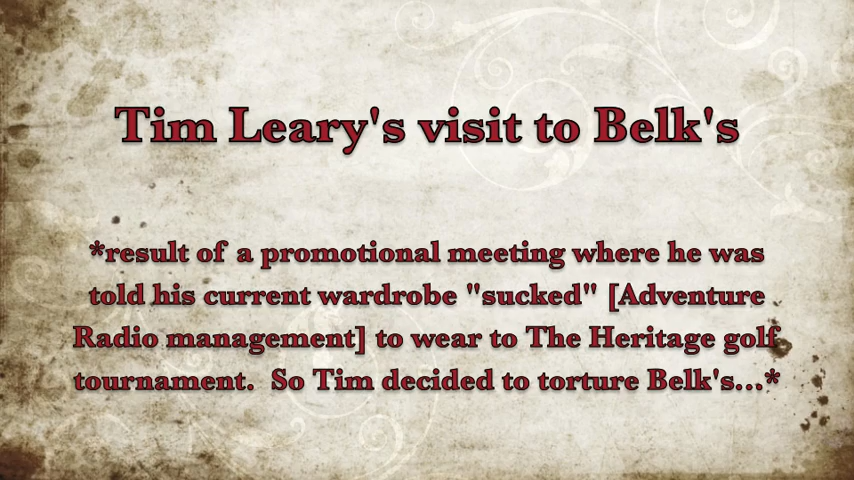 Tim Leary's visit to Belk's
*result of a promotional meeting where he was
told his current wardrobe "sucked" [Adventure
Radio management] to wear to The Heritage golf
tournament.  So Tim decided to torture Belk's...*